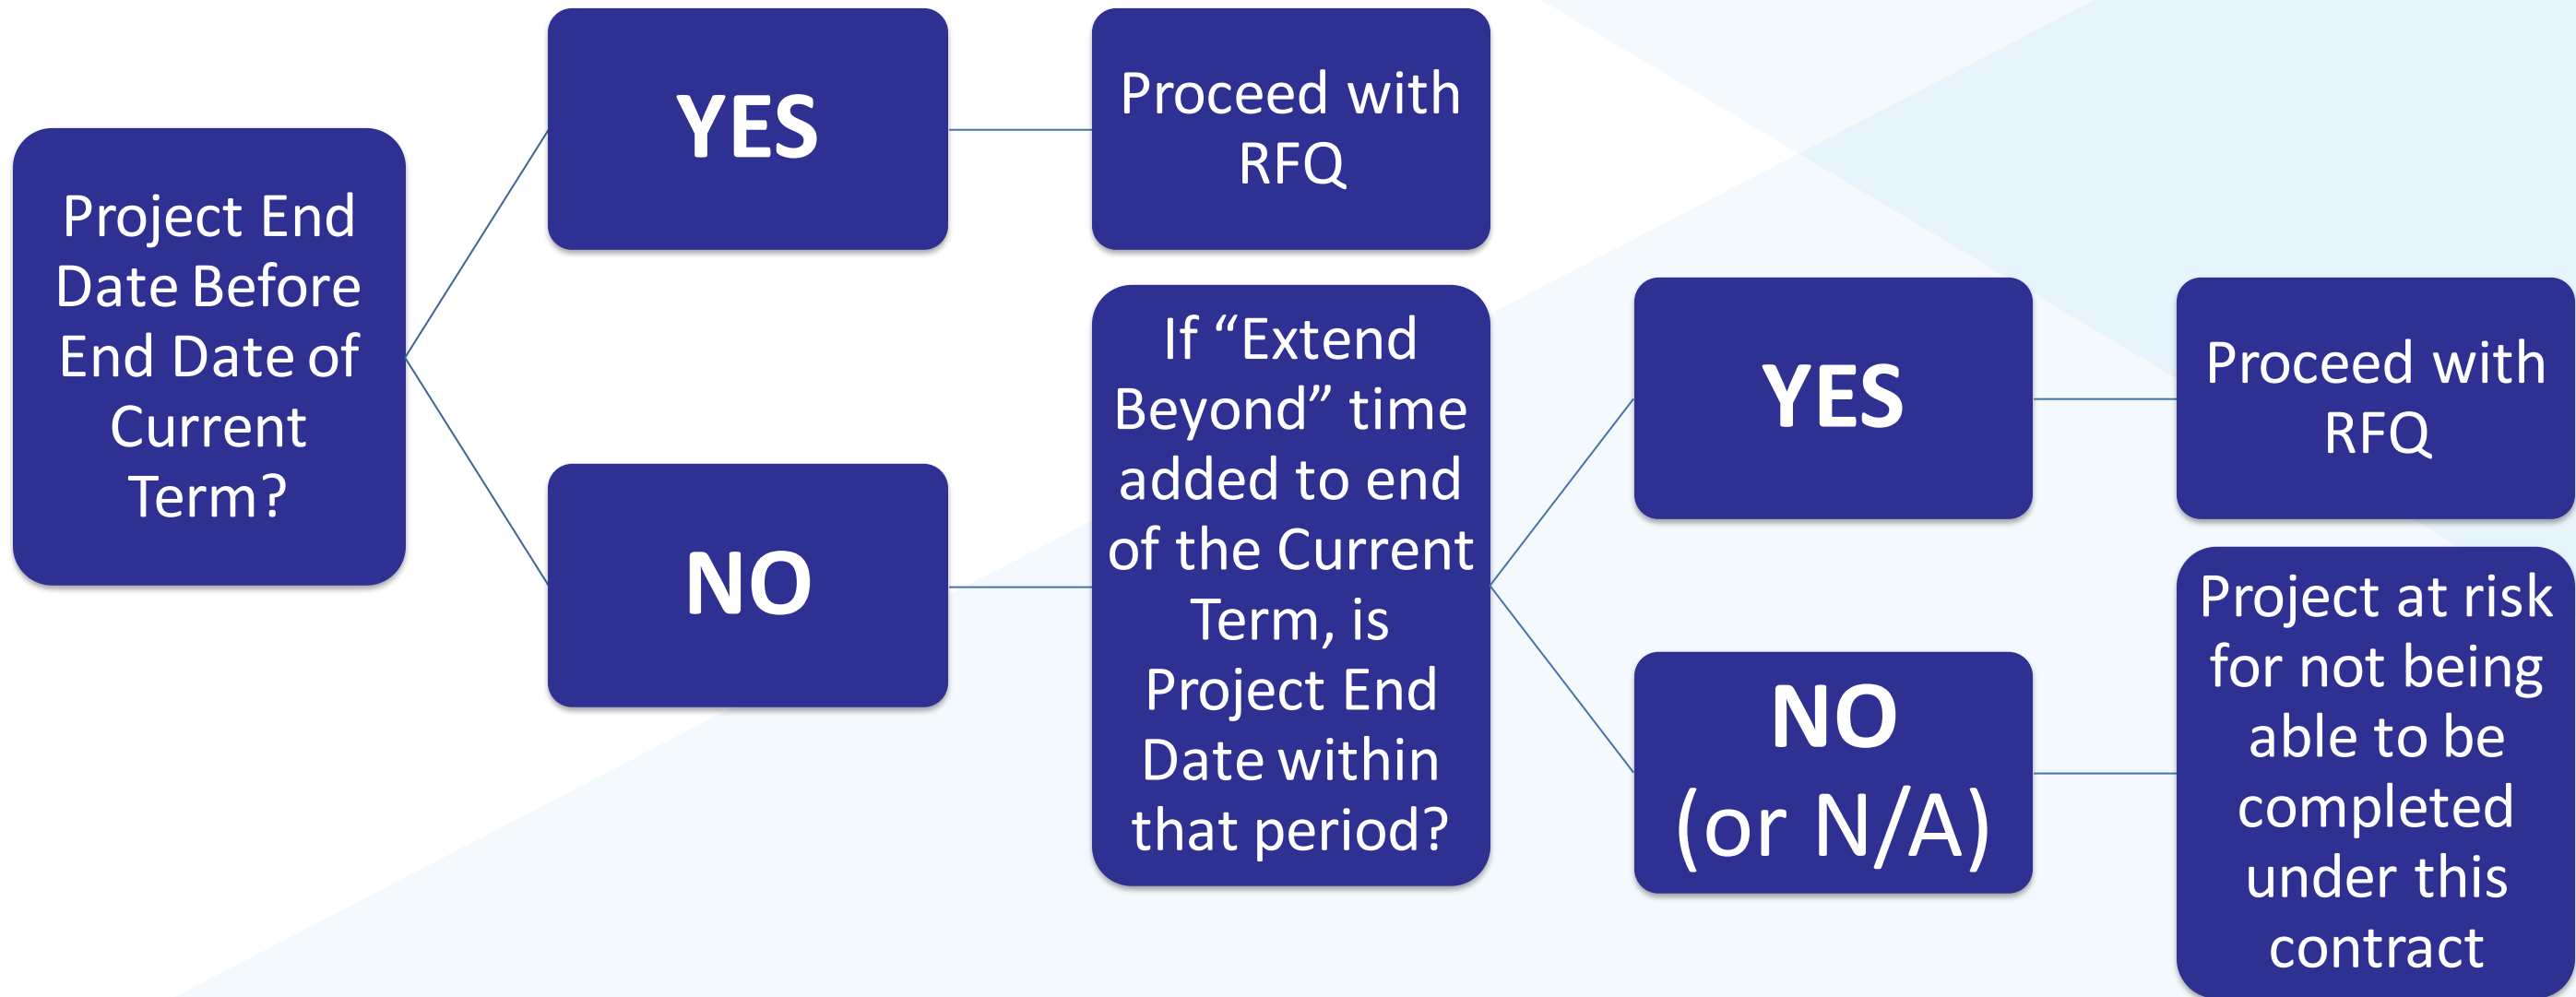 Project End
Date Before
End Date of
Current
Term?
YES
Proceed with
RFQ
NO
If “Extend
Beyond” time
added to end
of the Current
Term, is
Project End
Date within
that period?
YES
Proceed with
RFQ
NO
(or N/A)
Project at risk
for not being
able to be
completed
under this
contract